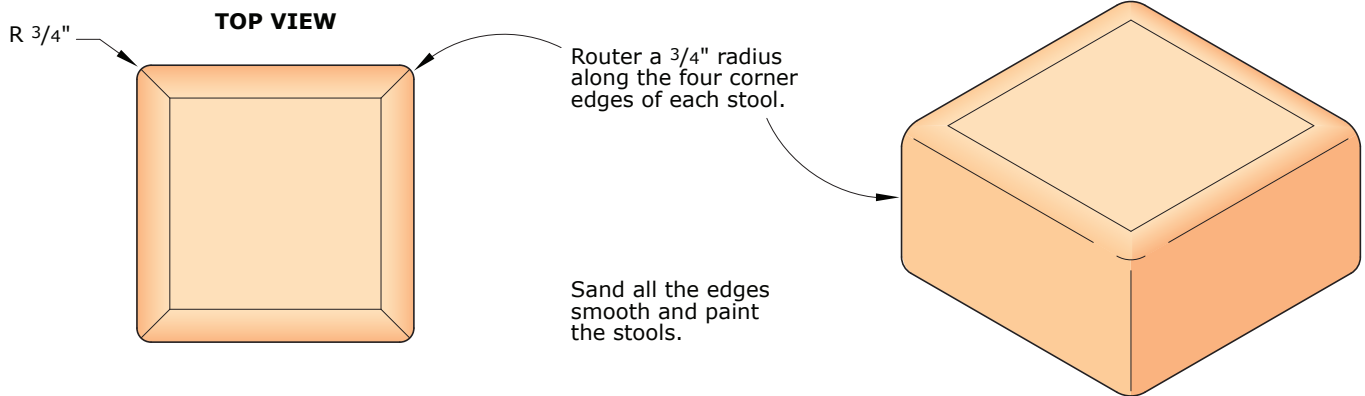 TOP VIEW
R 3/4"
Router a 3/4" radius
along the four corner
edges of each stool.
Sand all the edges
smooth and paint
the stools.